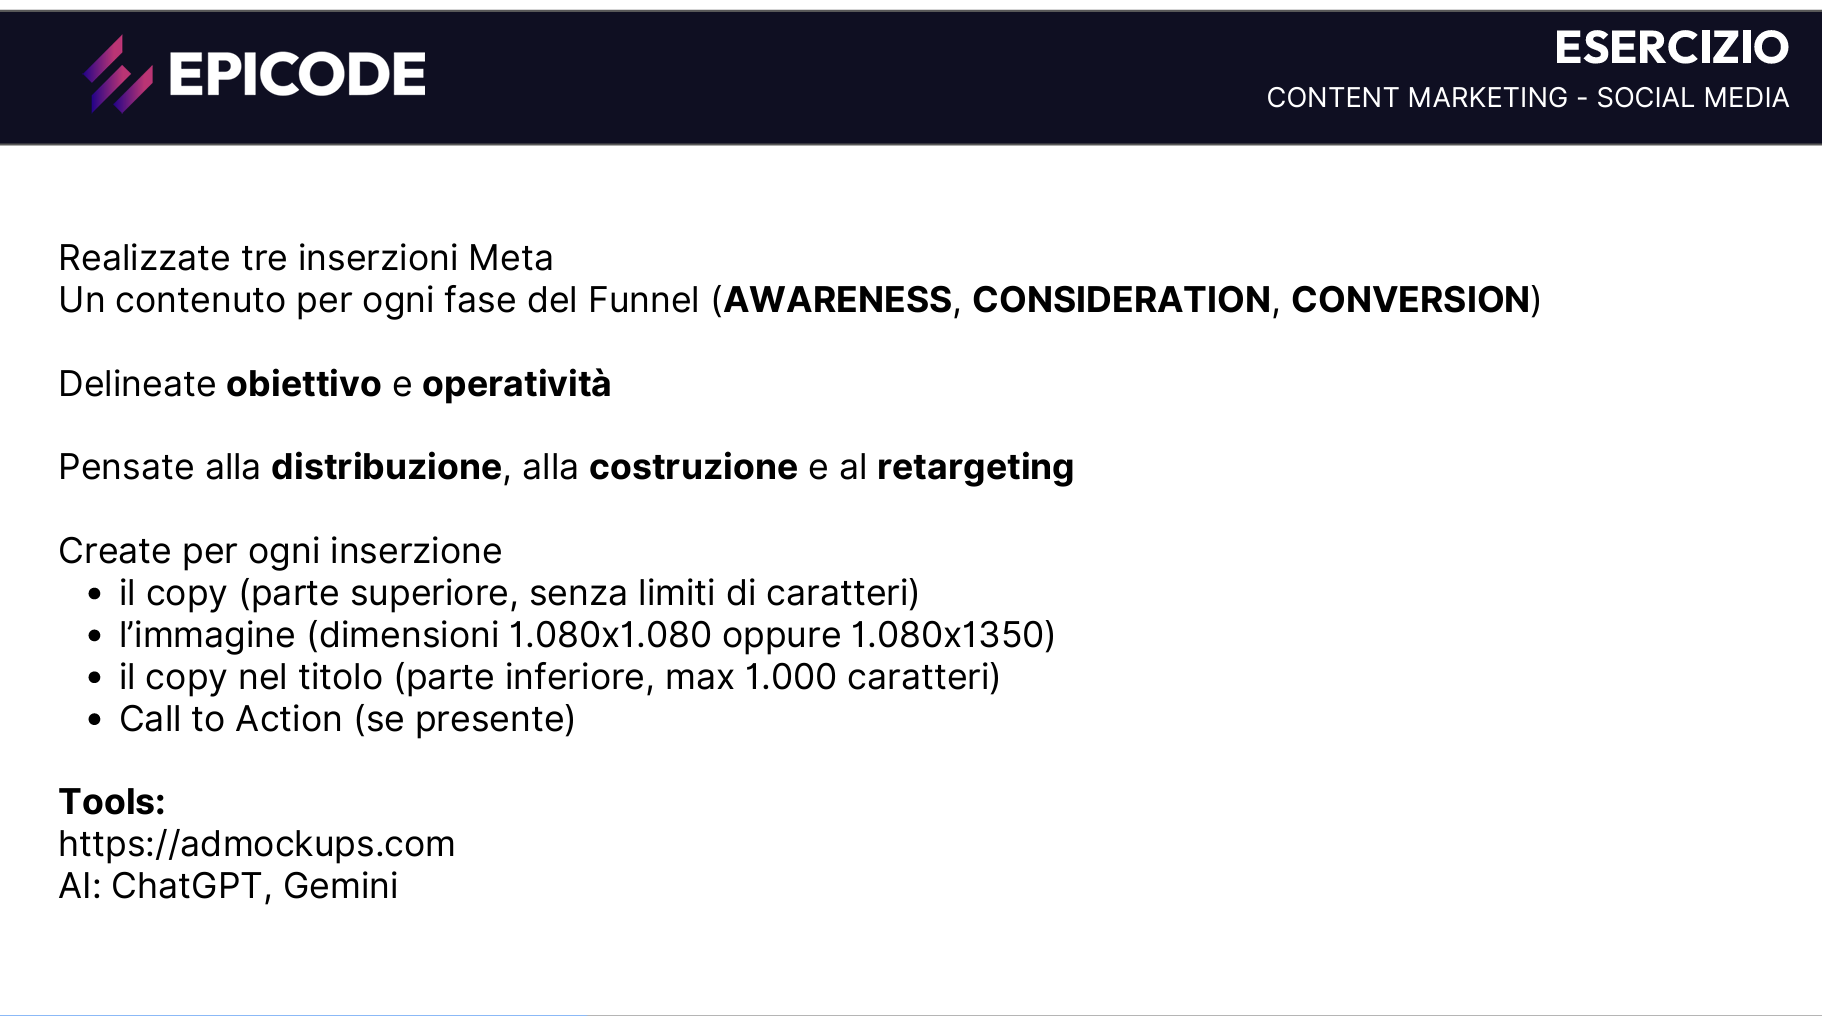 EPICODE
ESERCIZIO
CONTENT MARKETING - SOCIAL MEDIA
Realizzate tre inserzioni Meta
Un contenuto per ogni fase del Funnel (AWARENESS, CONSIDERATION, CONVERSION)
Delineate obiettivo e operatività
Pensate alla distribuzione, alla costruzione e al retargeting
Create per ogni inserzione
• il copy (parte superiore, senza limiti di caratteri)
• l’immagine (dimensioni 1.080x1.080 oppure 1.080x1350)
• il copy nel titolo (parte inferiore, max 1.000 caratteri)
• Call to Action (se presente)
Tools:
https://admockups.com
AI: ChatGPT, Gemini